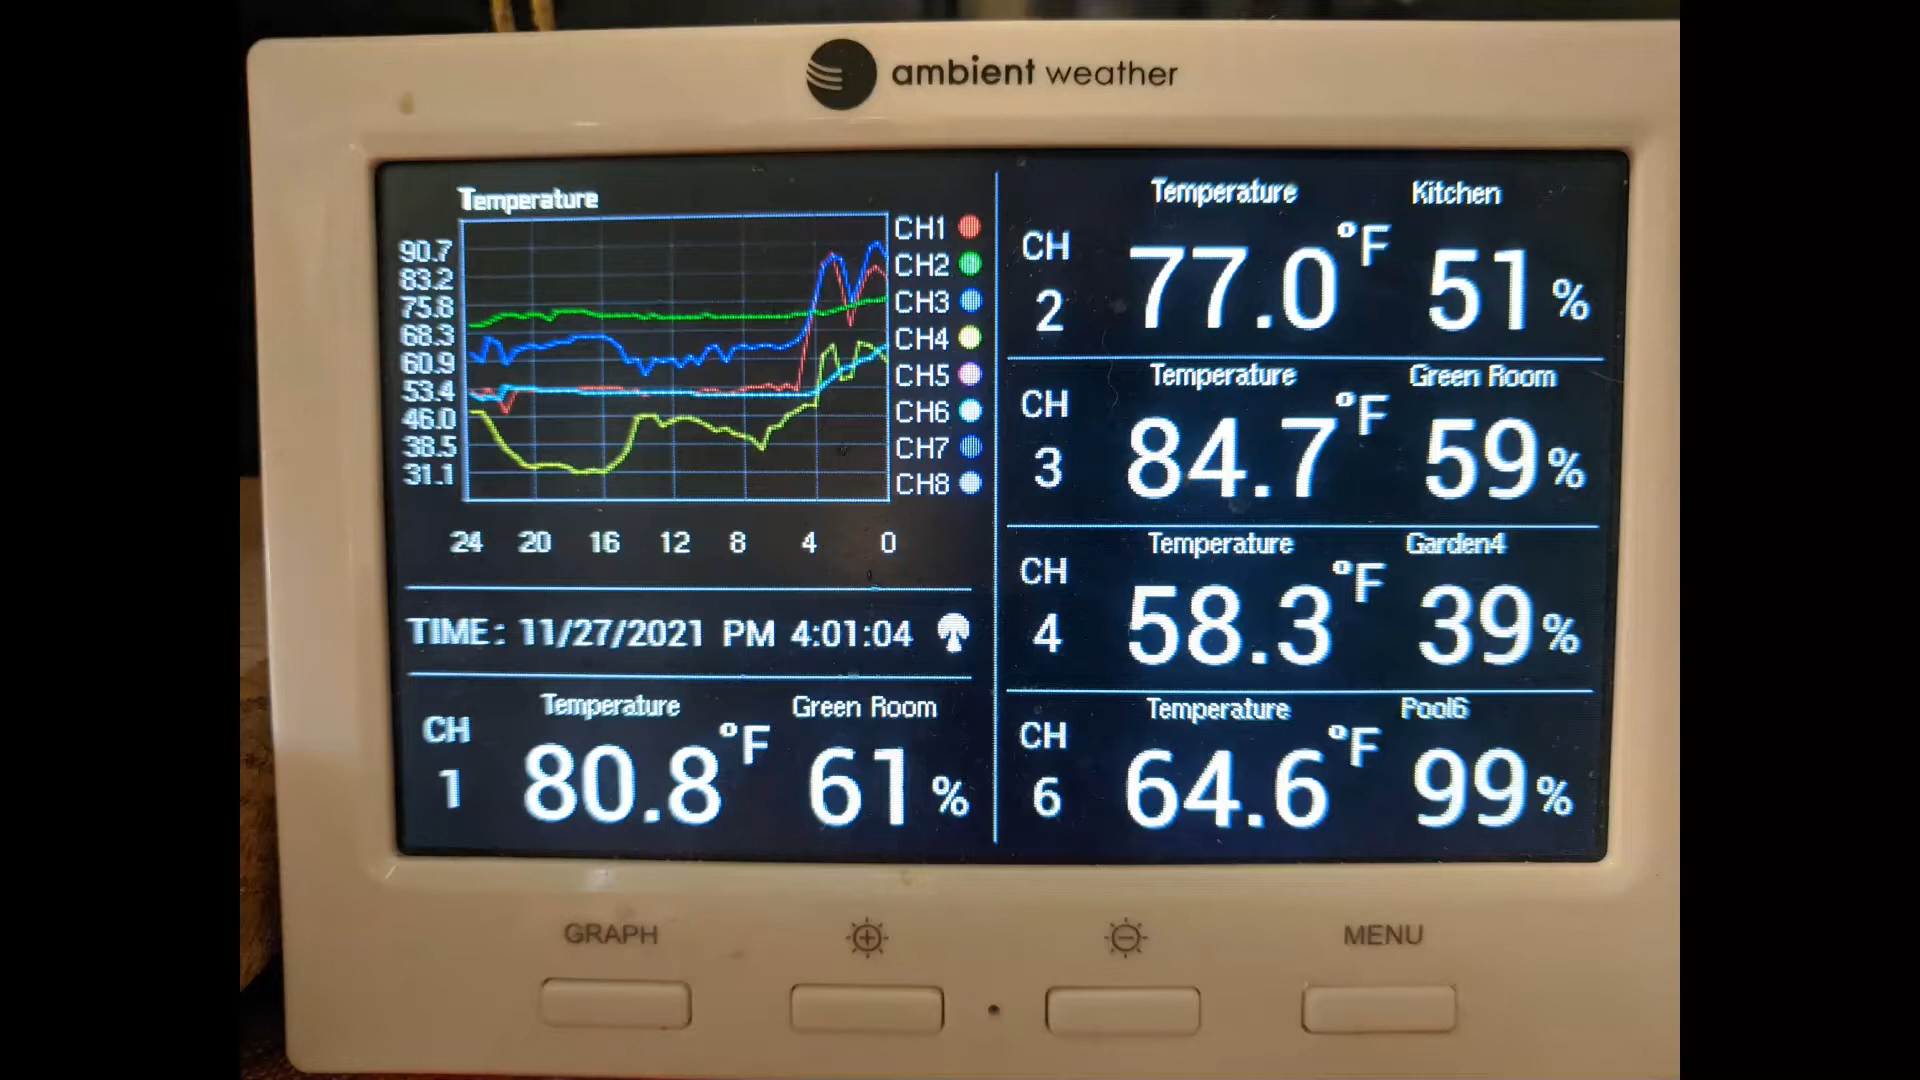 ambient weather
Temperature
90.7
83.2
75.8
68.3
60.9
53.4
46.0
38.5
31.1
24 20 16 12 8 4 0
CH1
CH2
CH3
CH4
CH5
CH6
CH7
CH8
TIME: 11/27/2021 PM 4:01:04
Temperature Green Room
CH 1 80.8 °F 61 %
Temperature Kitchen
CH 2 77.0 °F 51 %
Temperature Green Room
CH 3 84.7 °F 59 %
Temperature Garden4
CH 4 58.3 °F 39 %
Temperature Pool6
CH 6 64.6 °F 99 %
GRAPH MENU